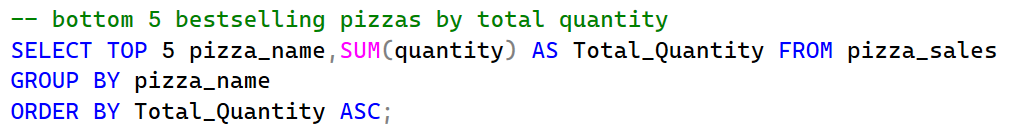 -- bottom 5 bestselling pizzas by total quantity
SELECT TOP 5 pizza_name,SUM(quantity) AS Total_Quantity FROM pizza_sales
GROUP BY pizza_name
ORDER BY Total_Quantity ASC;